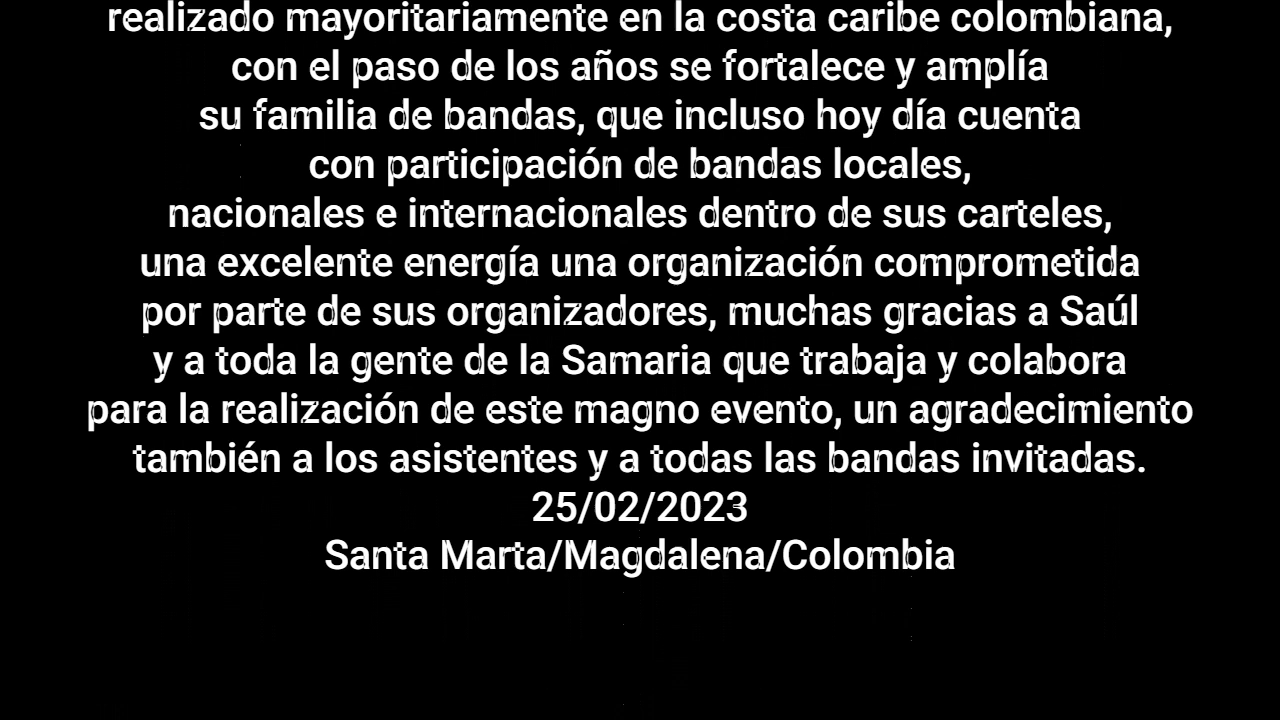 realizado mayoritariamente en la costa caribe colombiana,
con el paso de los años se fortalece y amplía
su familia de bandas, que incluso hoy día cuenta
con participación de bandas locales,
nacionales e internacionales dentro de sus carteles,
una excelente energía una organización comprometida
por parte de sus organizadores, muchas gracias a Saúl
y a toda la gente de la Samaria que trabaja y colabora
para la realización de este magno evento, un agradecimiento
también a los asistentes y a todas las bandas invitadas.
25/02/2023
Santa Marta/Magdalena/Colombia